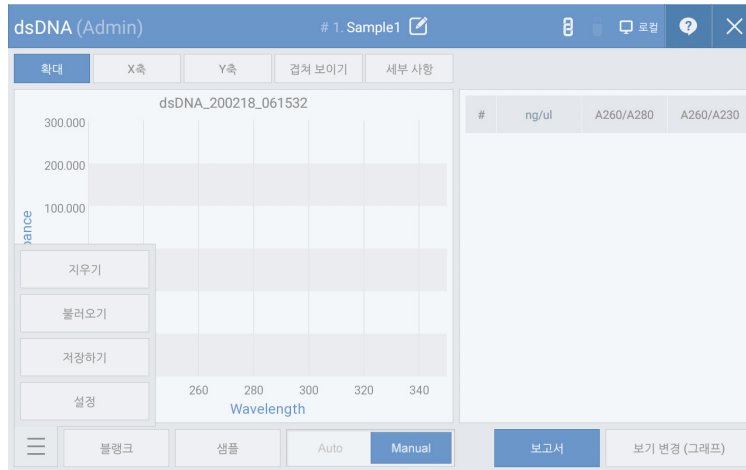 dsDNA (Admin)
# 1. Sample1
로컬
?
확대
X축
Y축
겹쳐 보이기
세부 사항
dsDNA_200218_061532
300.000
200.000
100.000
260 280 300 320 340
Wavelength
지우기
불러오기
저장하기
설정
# ng/ul A260/A280 A260/A230
블랭크
샘플
Auto
Manual
보고서
보기 변경 (그래프)